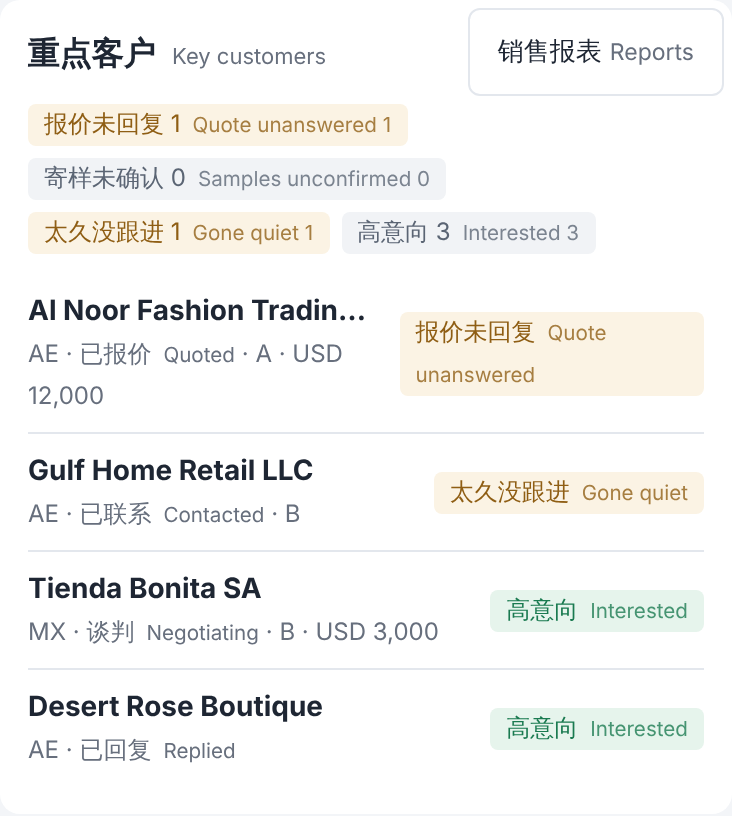 重点客户 Key customers
销售报表 Reports
报价未回复 1 Quote unanswered 1
寄样未确认 0 Samples unconfirmed 0
太久没跟进 1 Gone quiet 1
高意向 3 Interested 3
Al Noor Fashion Tradin...
AE · 已报价 Quoted · A · USD
12,000
报价未回复 Quote
unanswered
Gulf Home Retail LLC
AE · 已联系 Contacted · B
太久没跟进 Gone quiet
Tienda Bonita SA
MX · 谈判 Negotiating · B · USD 3,000
高意向 Interested
Desert Rose Boutique
AE · 已回复 Replied
高意向 Interested